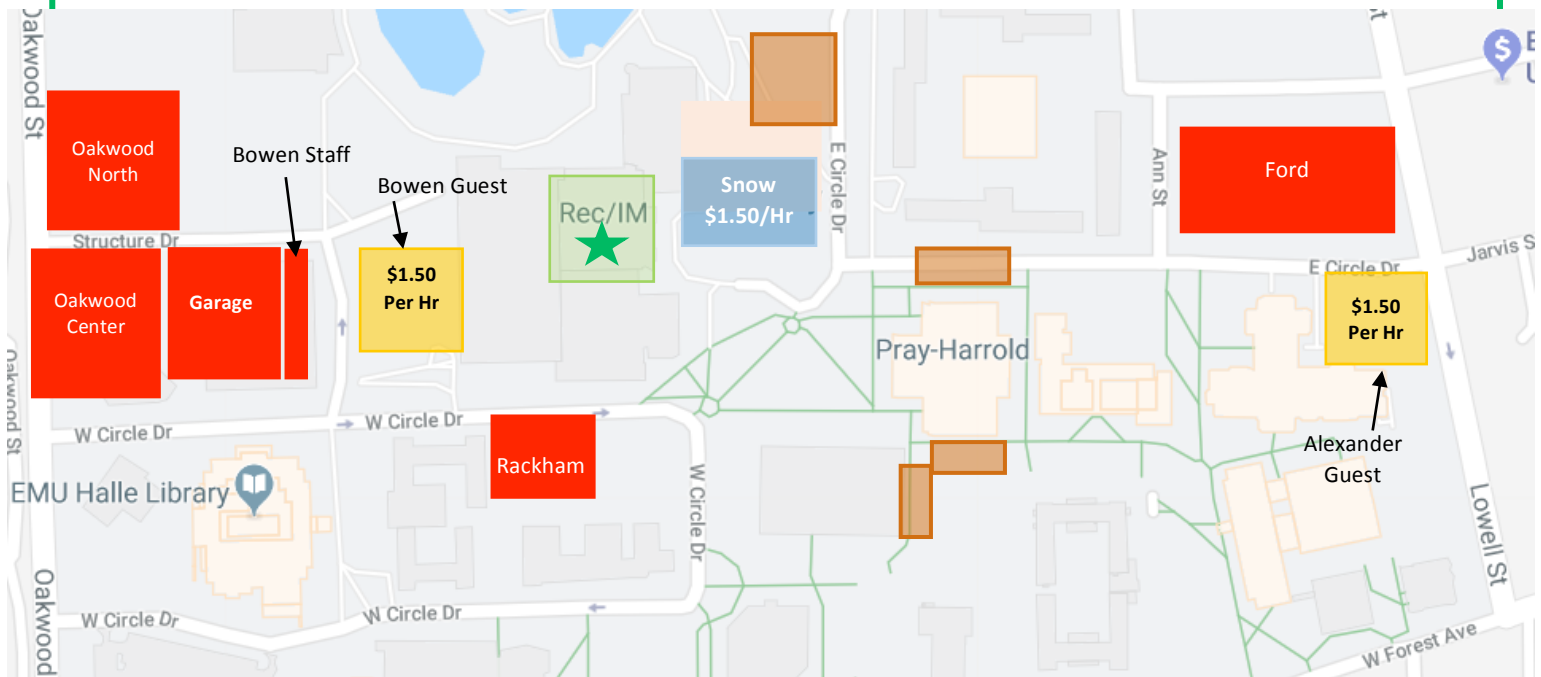 Oakwood St
St
E
U
Oakwood
North
Bowen Staff
Bowen Guest
Rec/IM
Snow
$1.50/Hr
E Circle Dr
Ann St
Ford
Structure Dr
Jarvis S
E Circle Dr
Oakwood
Center
Garage
$1.50
Per Hr
$1.50
Per Hr
Pray-Harrold
Oakwood St
W Circle Dr
W Circle Dr
Rackham
Alexander
Guest
EMU Halle Library
W Circle Dr
Lowell St
Oakwood
W Circle Dr
W Circle Dr
W Forest Ave